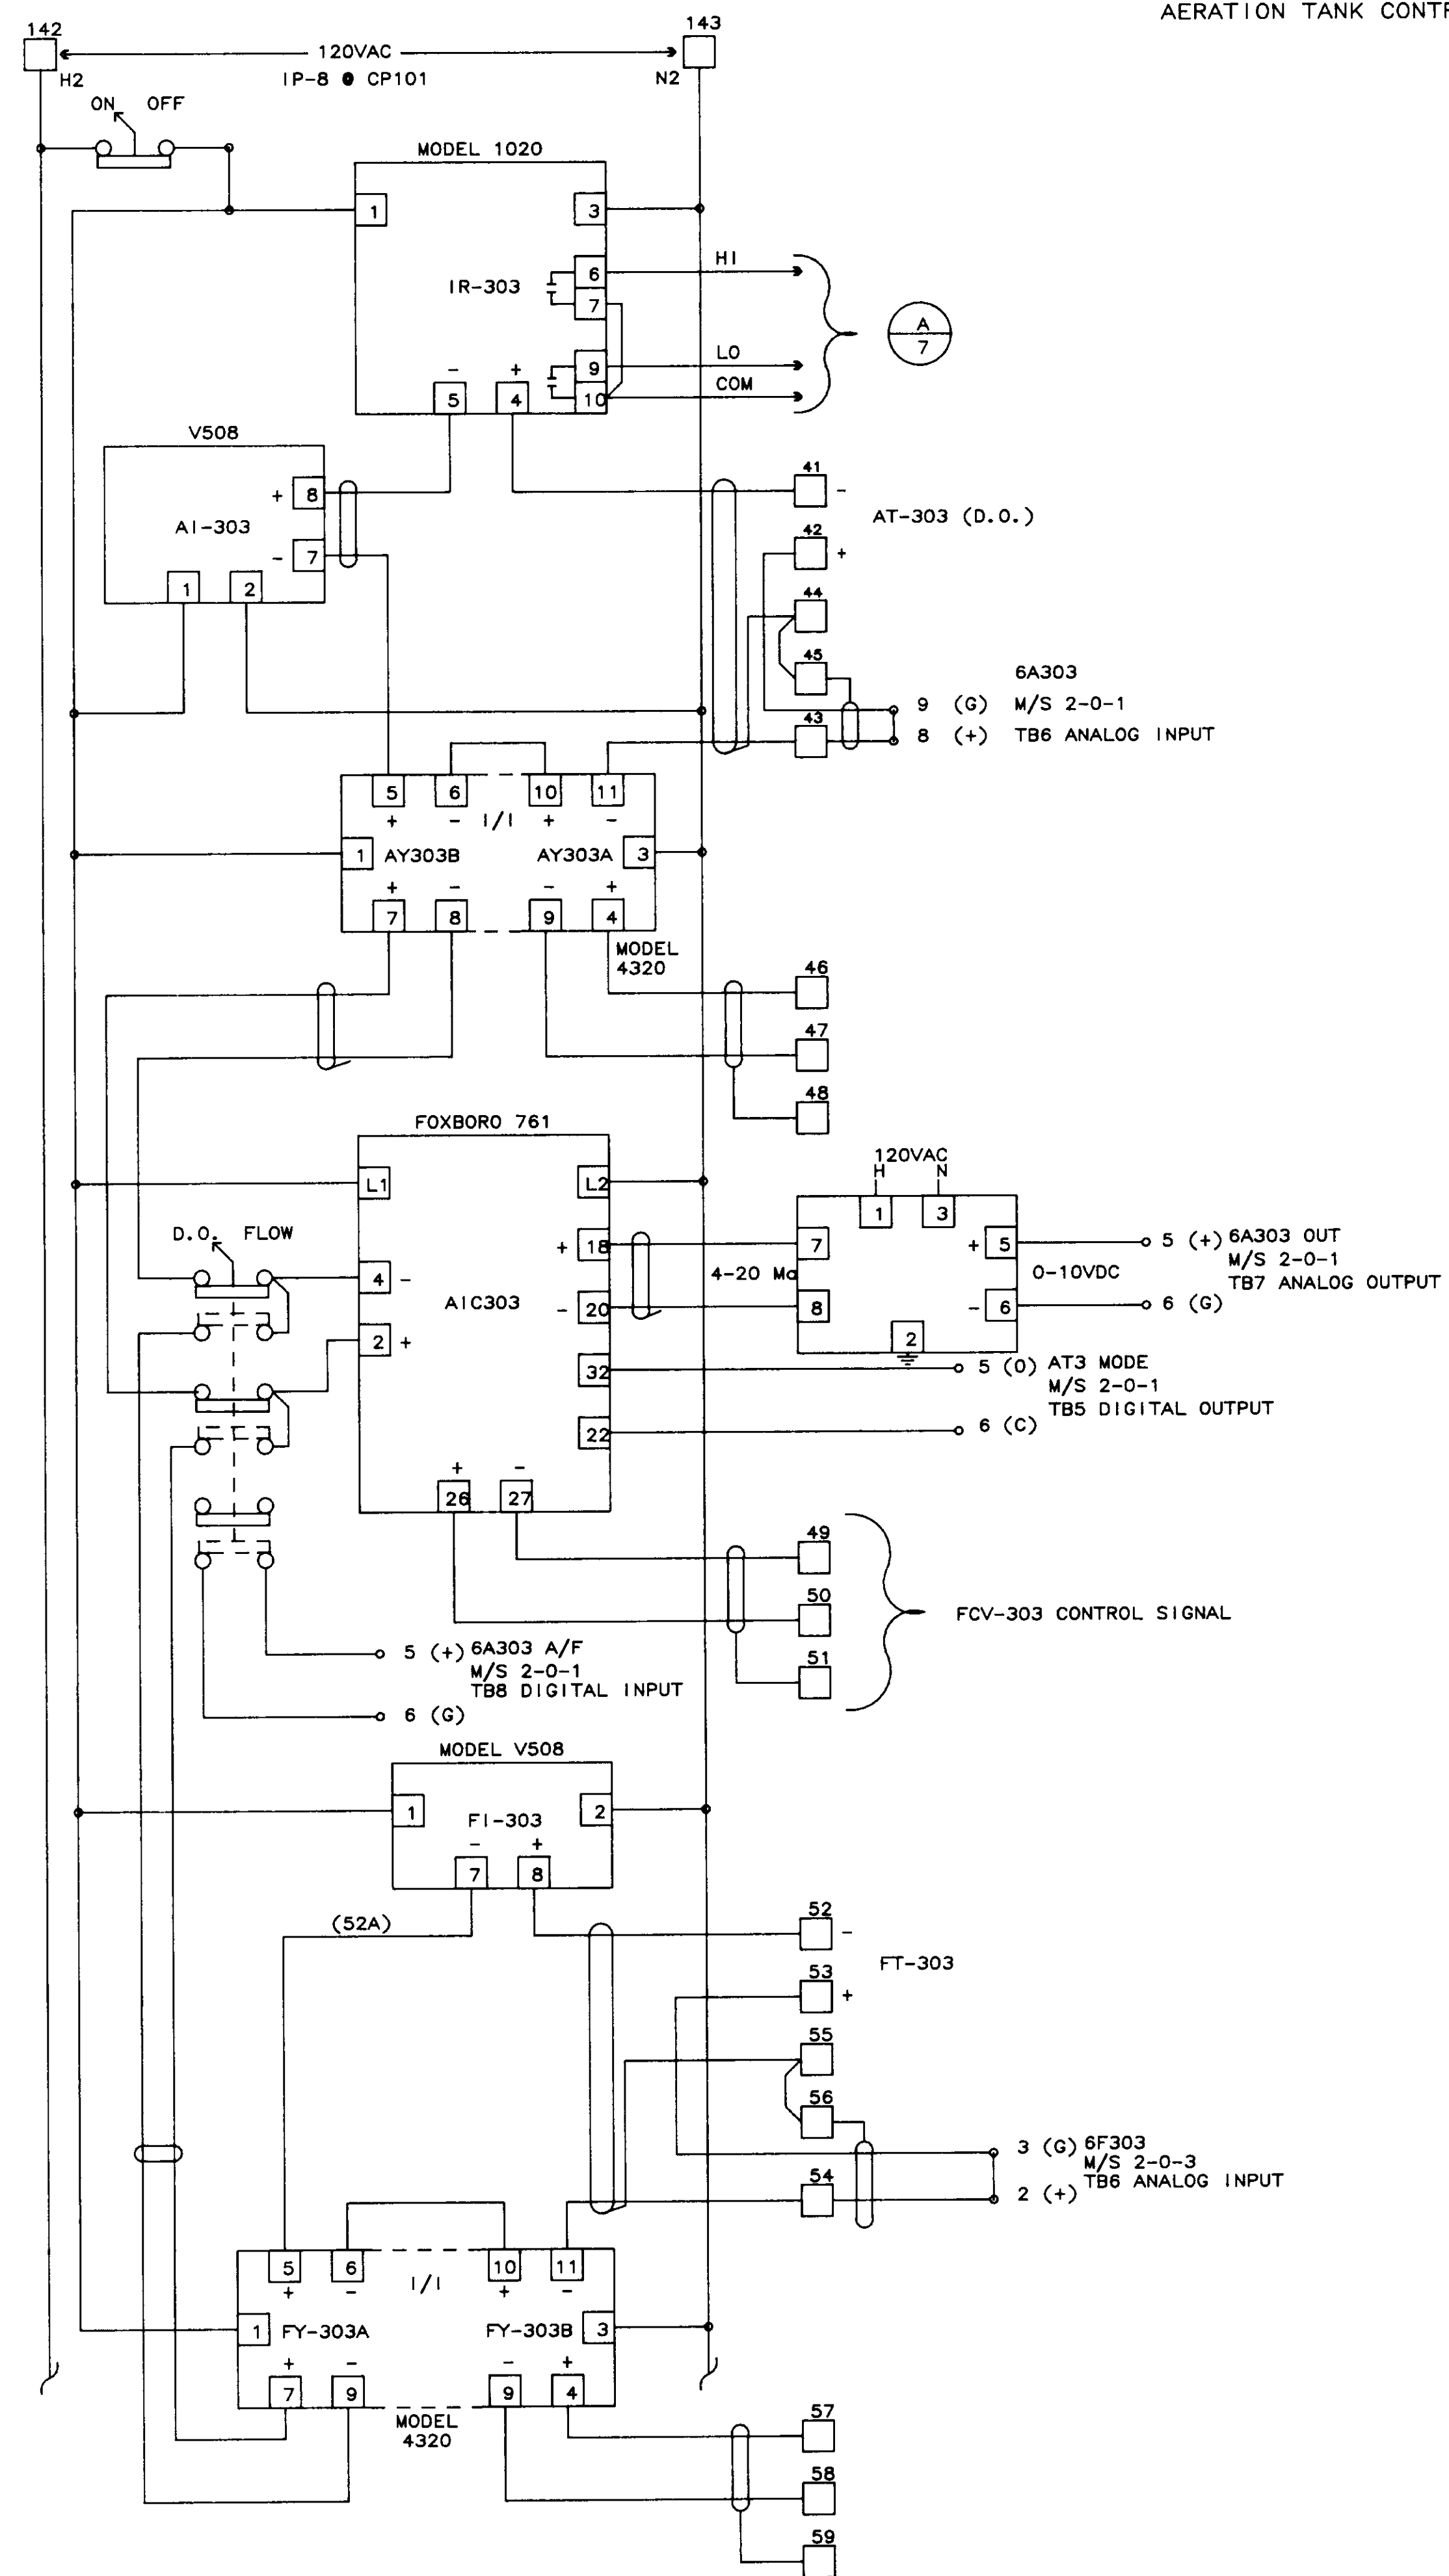 AERATION TANK CONTR
142
143
120VAC
H2
IP-8 @ CP101
N2
ON OFF
MODEL 1020
1
3
HI
6
IR-303
7
A
7
LO
9
COM
- +
5 4 10
V508
+ 8
41
-
AI-303
AT-303 (D.O.)
42
+
- 7
1 2
44
45
6A303
9 (G) M/S 2-0-1
43
8 (+) TB6 ANALOG INPUT
5 6 10 11
+ - I/I + -
1 AY303B AY303A 3
+ - - +
7 8 9 4
MODEL
4320
46
47
48
FOXBORO 761
120VAC
H N
L1 L2
1 3
D.O. FLOW
+ 18
7
+ 5
5 (+) 6A303 OUT
M/S 2-0-1
TB7 ANALOG OUTPUT
4 -
4-20 Ma
0-10VDC
AIC303
- 20
8
- 6
6 (G)
2 +
2
32
5 (O) AT3 MODE
M/S 2-0-1
TB5 DIGITAL OUTPUT
22
6 (C)
+ -
26 27
49
50
FCV-303 CONTROL SIGNAL
51
5 (+) 6A303 A/F
M/S 2-0-1
TB8 DIGITAL INPUT
6 (G)
MODEL V508
1 2
FI-303
- +
7 8
(52A)
52
-
FT-303
53
+
55
56
3 (G) 6F303
M/S 2-0-3
TB6 ANALOG INPUT
54
2 (+)
5 6 10 11
+ - I/I + -
1 FY-303A FY-303B 3
+ - - +
7 9 9 4
MODEL
4320
57
58
59